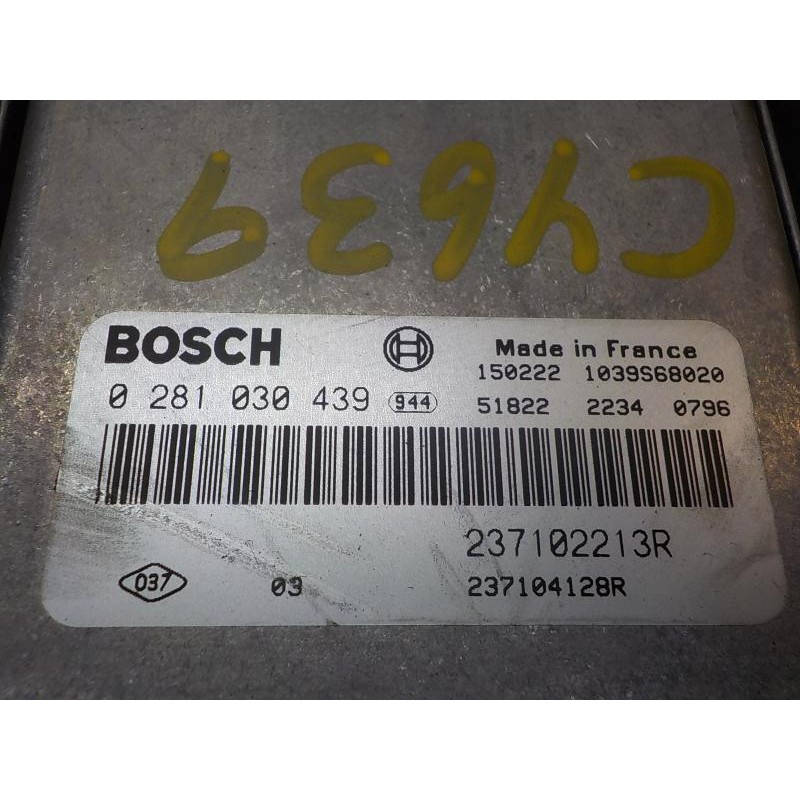 CY639
BOSCH
Made in France
150222 1039S68020
0 281 030 439 944
51822 2234 0796
237102213R
037 03 237104128R